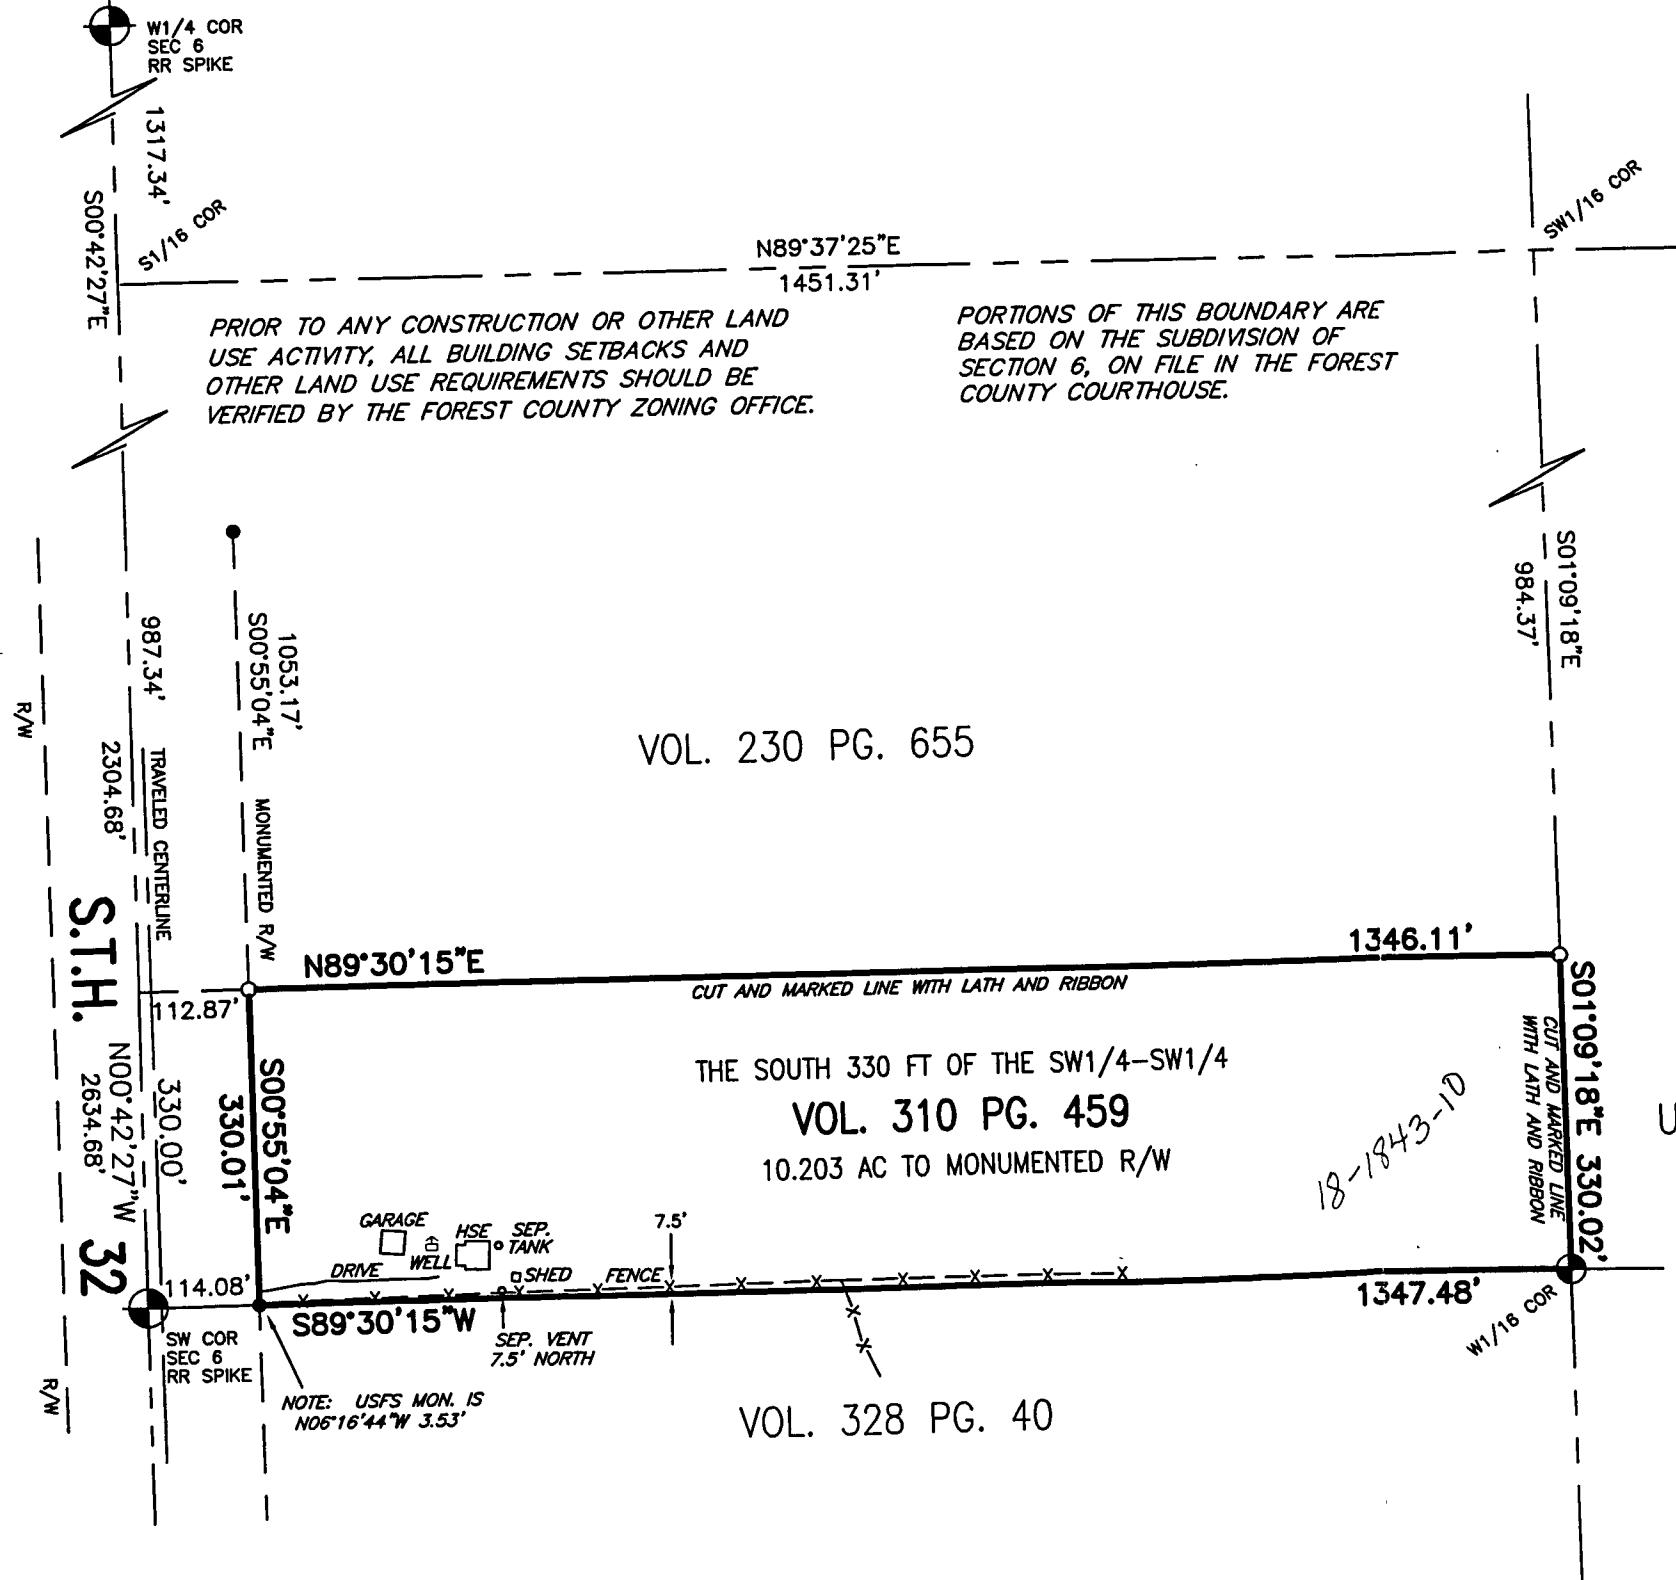 W1/4 COR
SEC 6
RR SPIKE
1317.34'
S00°42'27"E
S1/16 COR
N89°37'25"E
1451.31'
SW1/16 COR
PRIOR TO ANY CONSTRUCTION OR OTHER LAND
USE ACTIVITY, ALL BUILDING SETBACKS AND
OTHER LAND USE REQUIREMENTS SHOULD BE
VERIFIED BY THE FOREST COUNTY ZONING OFFICE.
PORTIONS OF THIS BOUNDARY ARE
BASED ON THE SUBDIVISION OF
SECTION 6, ON FILE IN THE FOREST
COUNTY COURTHOUSE.
S01°09'18"E
984.37'
987.34'
1053.17'
S00°55'04"E
MONUMENTED R/W
R/W
2304.68'
TRAVELED CENTERLINE
VOL. 230 PG. 655
S.T.H. 32
N89°30'15"E
1346.11'
CUT AND MARKED LINE WITH LATH AND RIBBON
112.87'
N00°42'27"W
2634.68'
330.00'
330.01'
S00°55'04"E
THE SOUTH 330 FT OF THE SW1/4-SW1/4
VOL. 310 PG. 459
10.203 AC TO MONUMENTED R/W
18-1843-10
CUT AND MARKED LINE
WITH LATH AND RIBBON
S01°09'18"E 330.02'
U
GARAGE
WELL
HSE
SEP.
TANK
7.5'
DRIVE
SHED
FENCE
114.08'
S89°30'15"W
1347.48'
W1/16 COR
SW COR
SEC 6
RR SPIKE
SEP. VENT
7.5' NORTH
R/W
NOTE: USFS MON. IS
N06°16'44"W 3.53'
VOL. 328 PG. 40